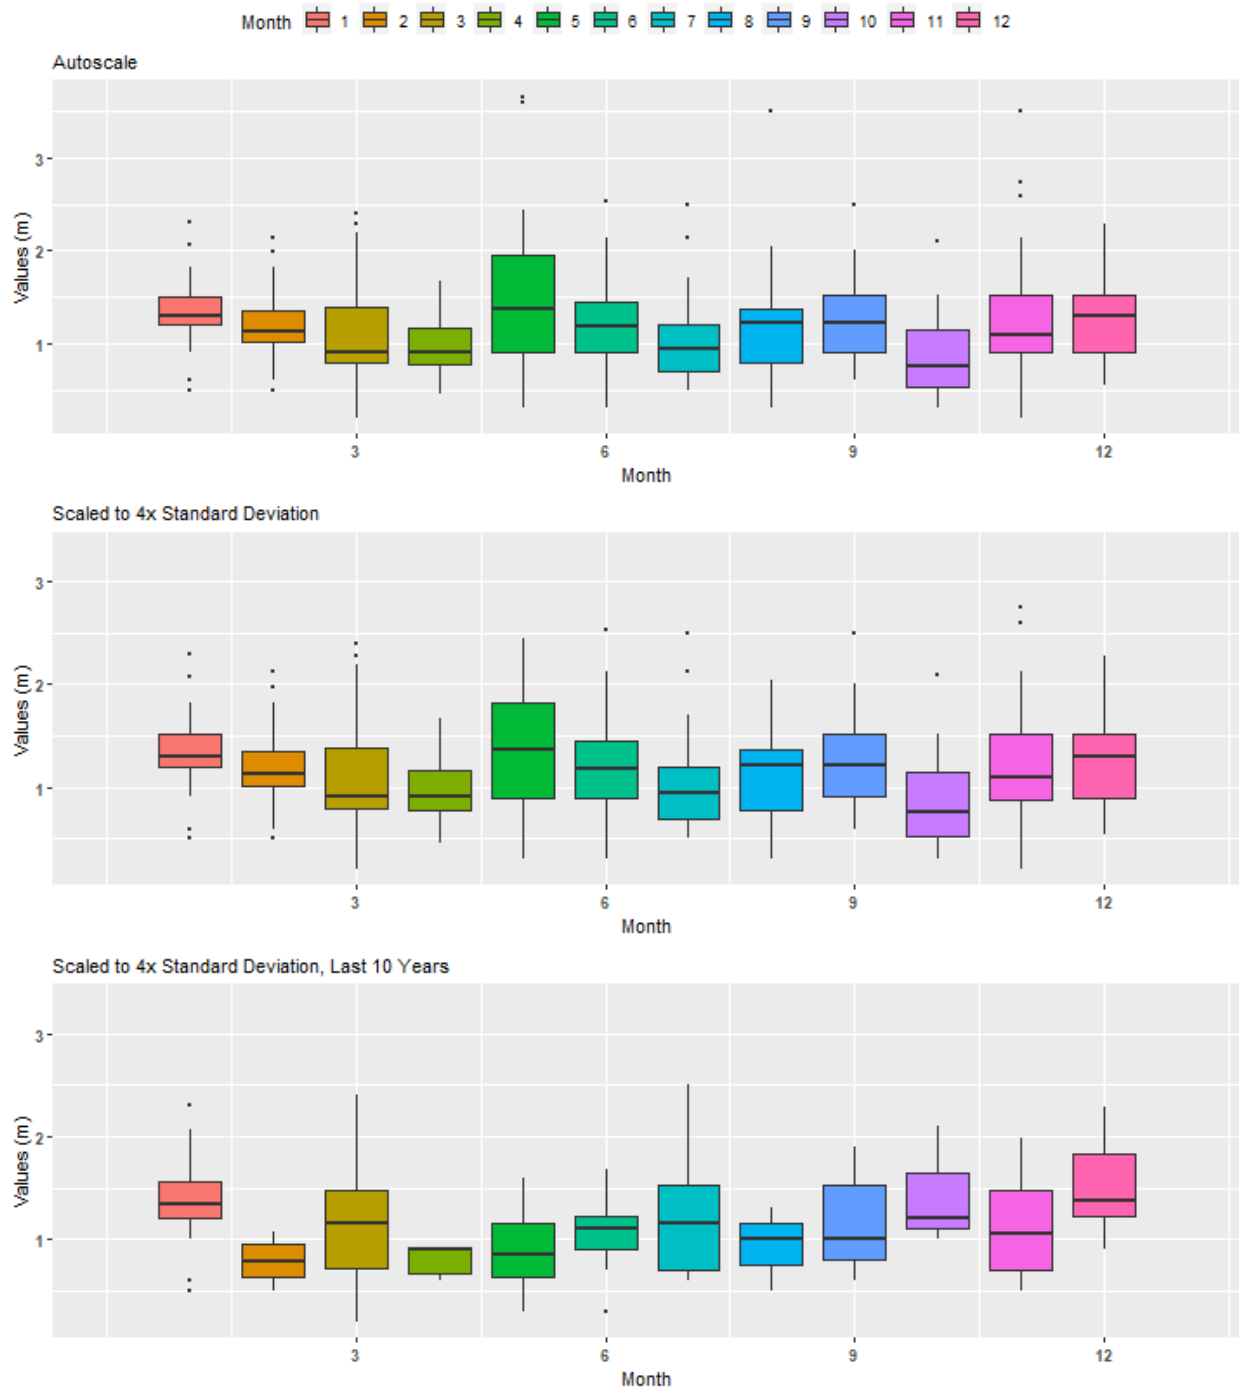 Month 1 2 3 4 5 6 7 8 9 10 11 12
Autoscale
Values (m)
3
2
1
3 6 9 12
Month
Scaled to 4x Standard Deviation
Values (m)
3
2
1
3 6 9 12
Month
Scaled to 4x Standard Deviation, Last 10 Years
Values (m)
3
2
1
3 6 9 12
Month